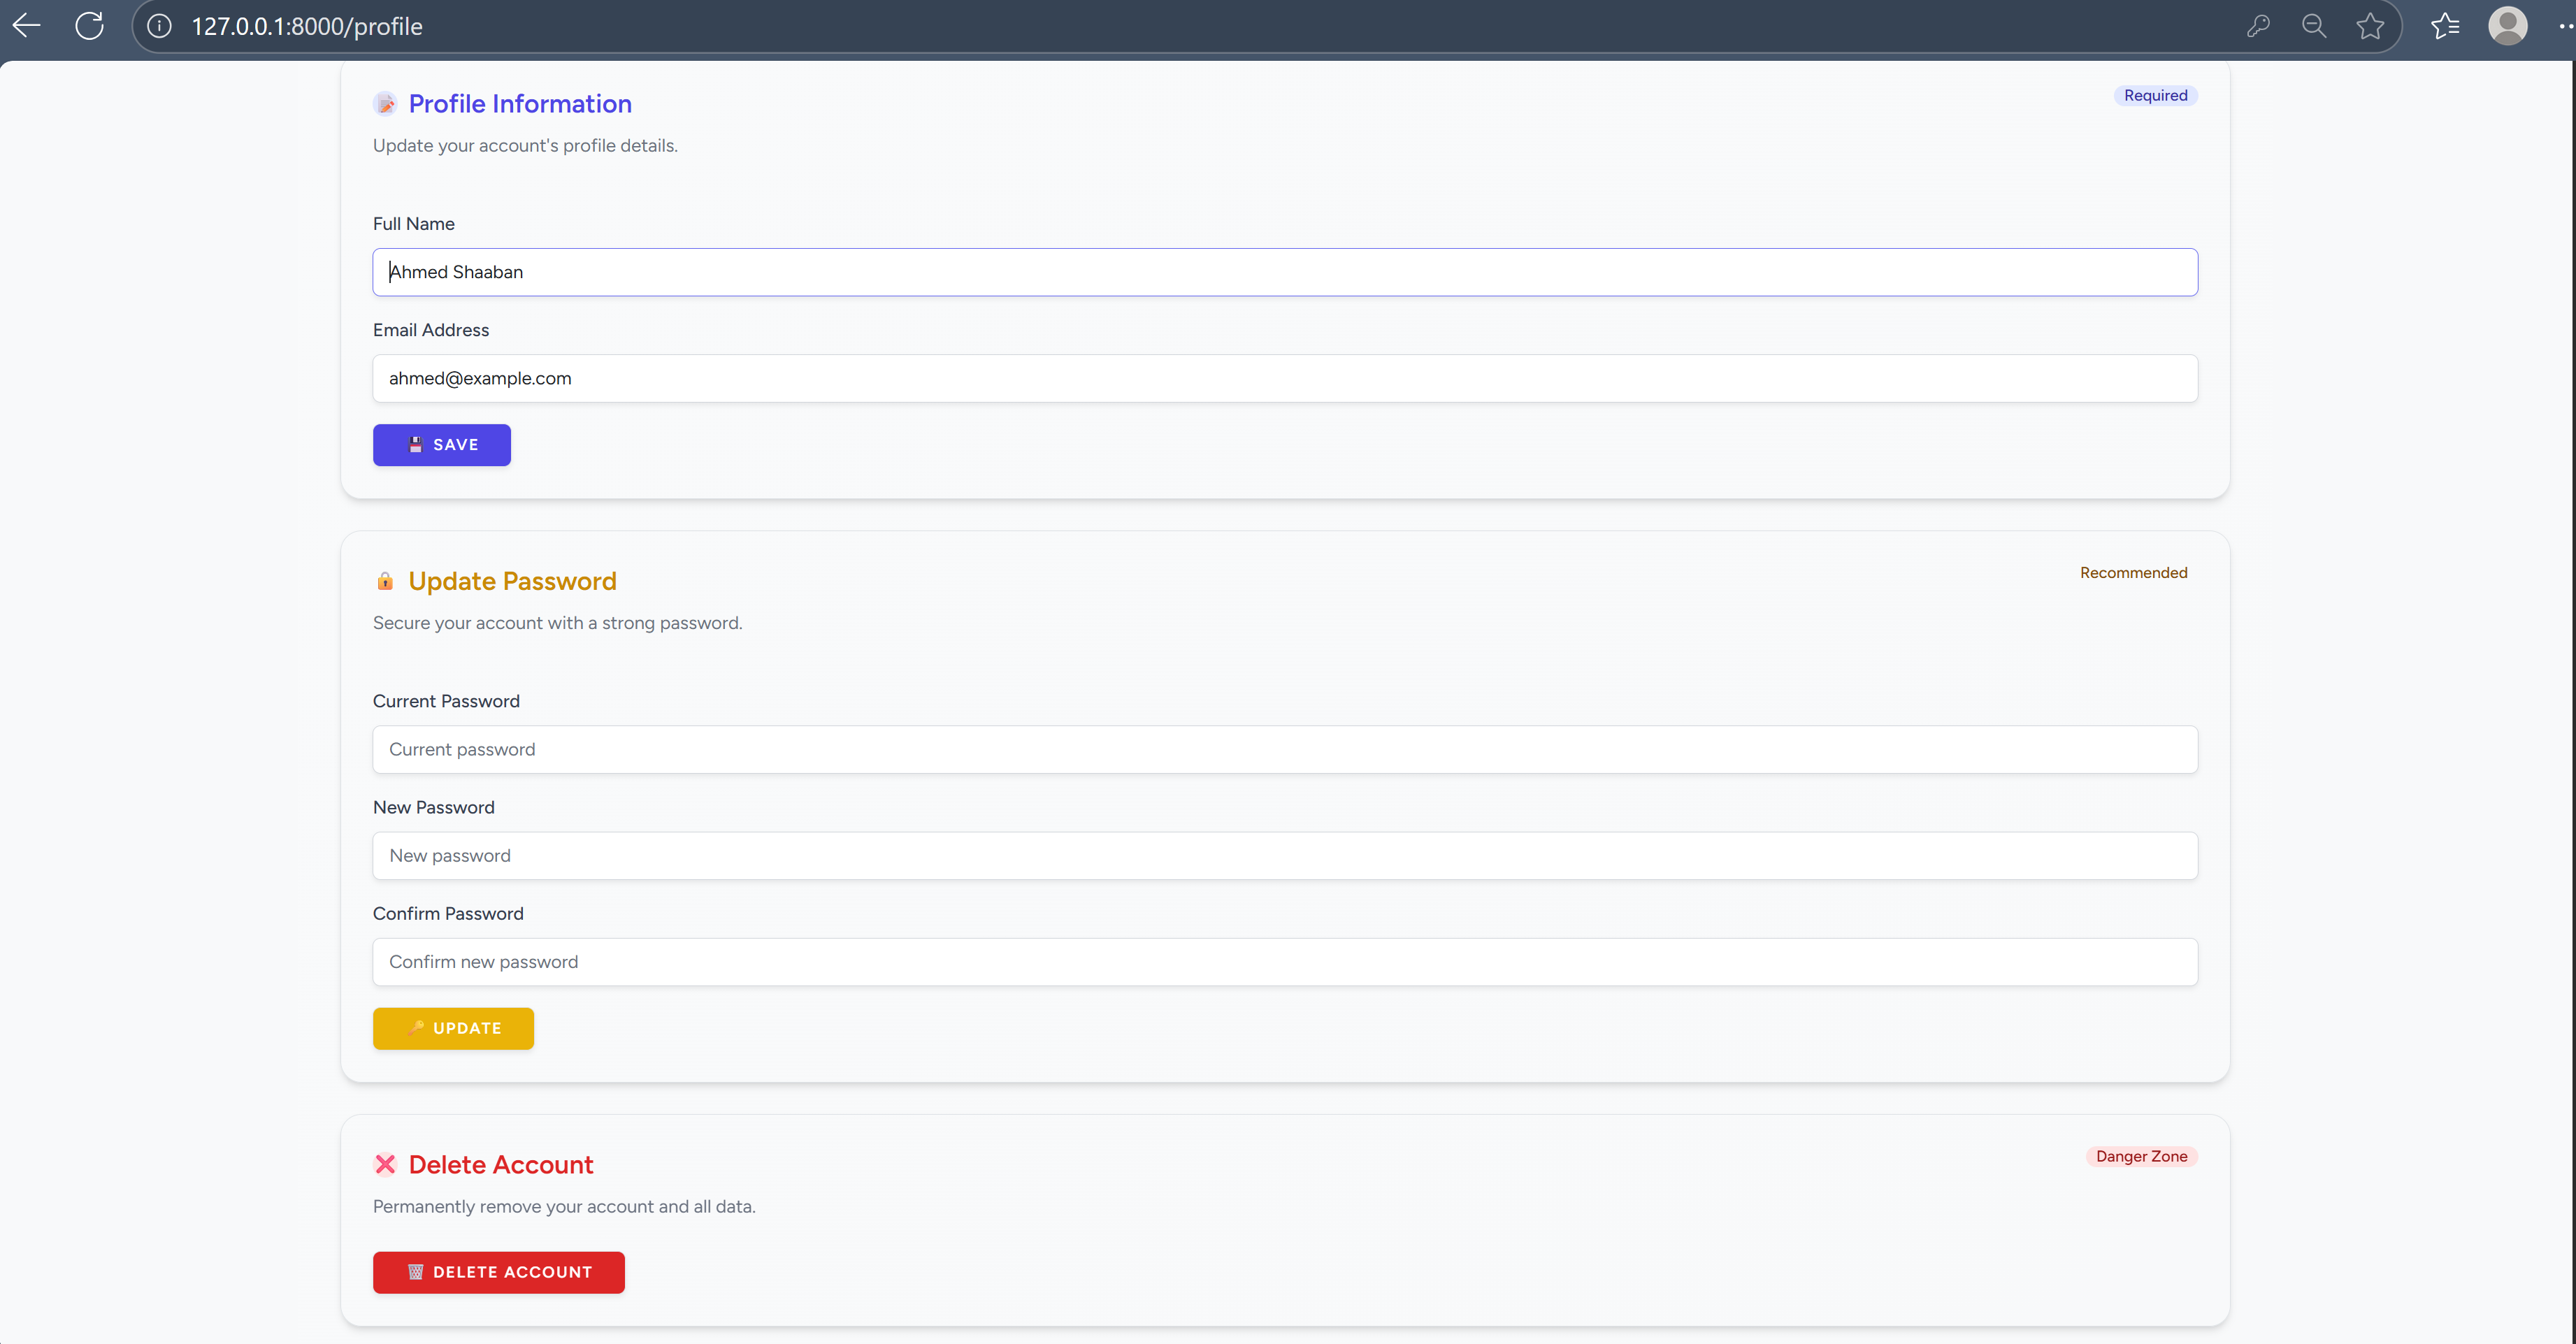 127.0.0.1:8000/profile
Profile Information
Required
Update your account's profile details.
Full Name
Ahmed Shaaban
Email Address
ahmed@example.com
SAVE
Update Password
Recommended
Secure your account with a strong password.
Current Password
Current password
New Password
New password
Confirm Password
Confirm new password
UPDATE
Delete Account
Danger Zone
Permanently remove your account and all data.
DELETE ACCOUNT